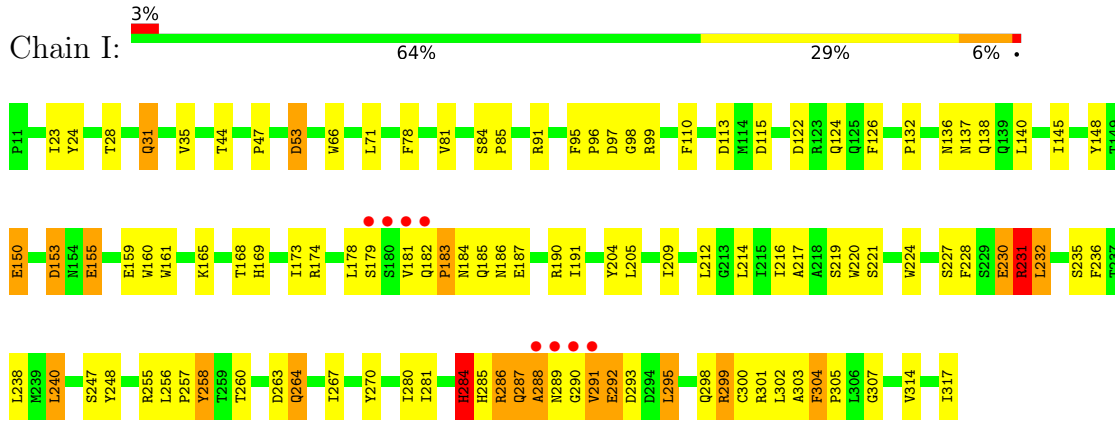 3%
Chain I:
64% 29% 6% •
P11 I23 Y24 T28 Q31 V35 T44 P47 D53 W66 L71 F78 V81 S84 P85 R91 F95 P96 D97 G98 R99 F110 D113 M114 D115 D122 R123 Q124 Q125 F126 P132 N136 N137 Q138 Q139 L140 I145 Y148 T149
E150 D153 N154 E155 E159 W160 W161 K165 T168 H169 I173 R174 L178 S179 S180 V181 Q182 P183 N184 Q185 N186 E187 R190 I191 Y204 L205 I209 L212 G213 L214 I215 I216 A217 A218 S219 W220 S221 W224 S227 F228 S229 E230 R231 L232 S235 F236 T237
L238 M239 L240 S247 Y248 R255 L256 P257 Y258 T259 T260 D263 Q264 I267 Y270 I280 I281 H284 H285 R286 Q287 A288 N289 G290 V291 E292 D293 D294 L295 Q298 R299 C300 R301 L302 A303 F304 P305 L306 G307 V314 I317